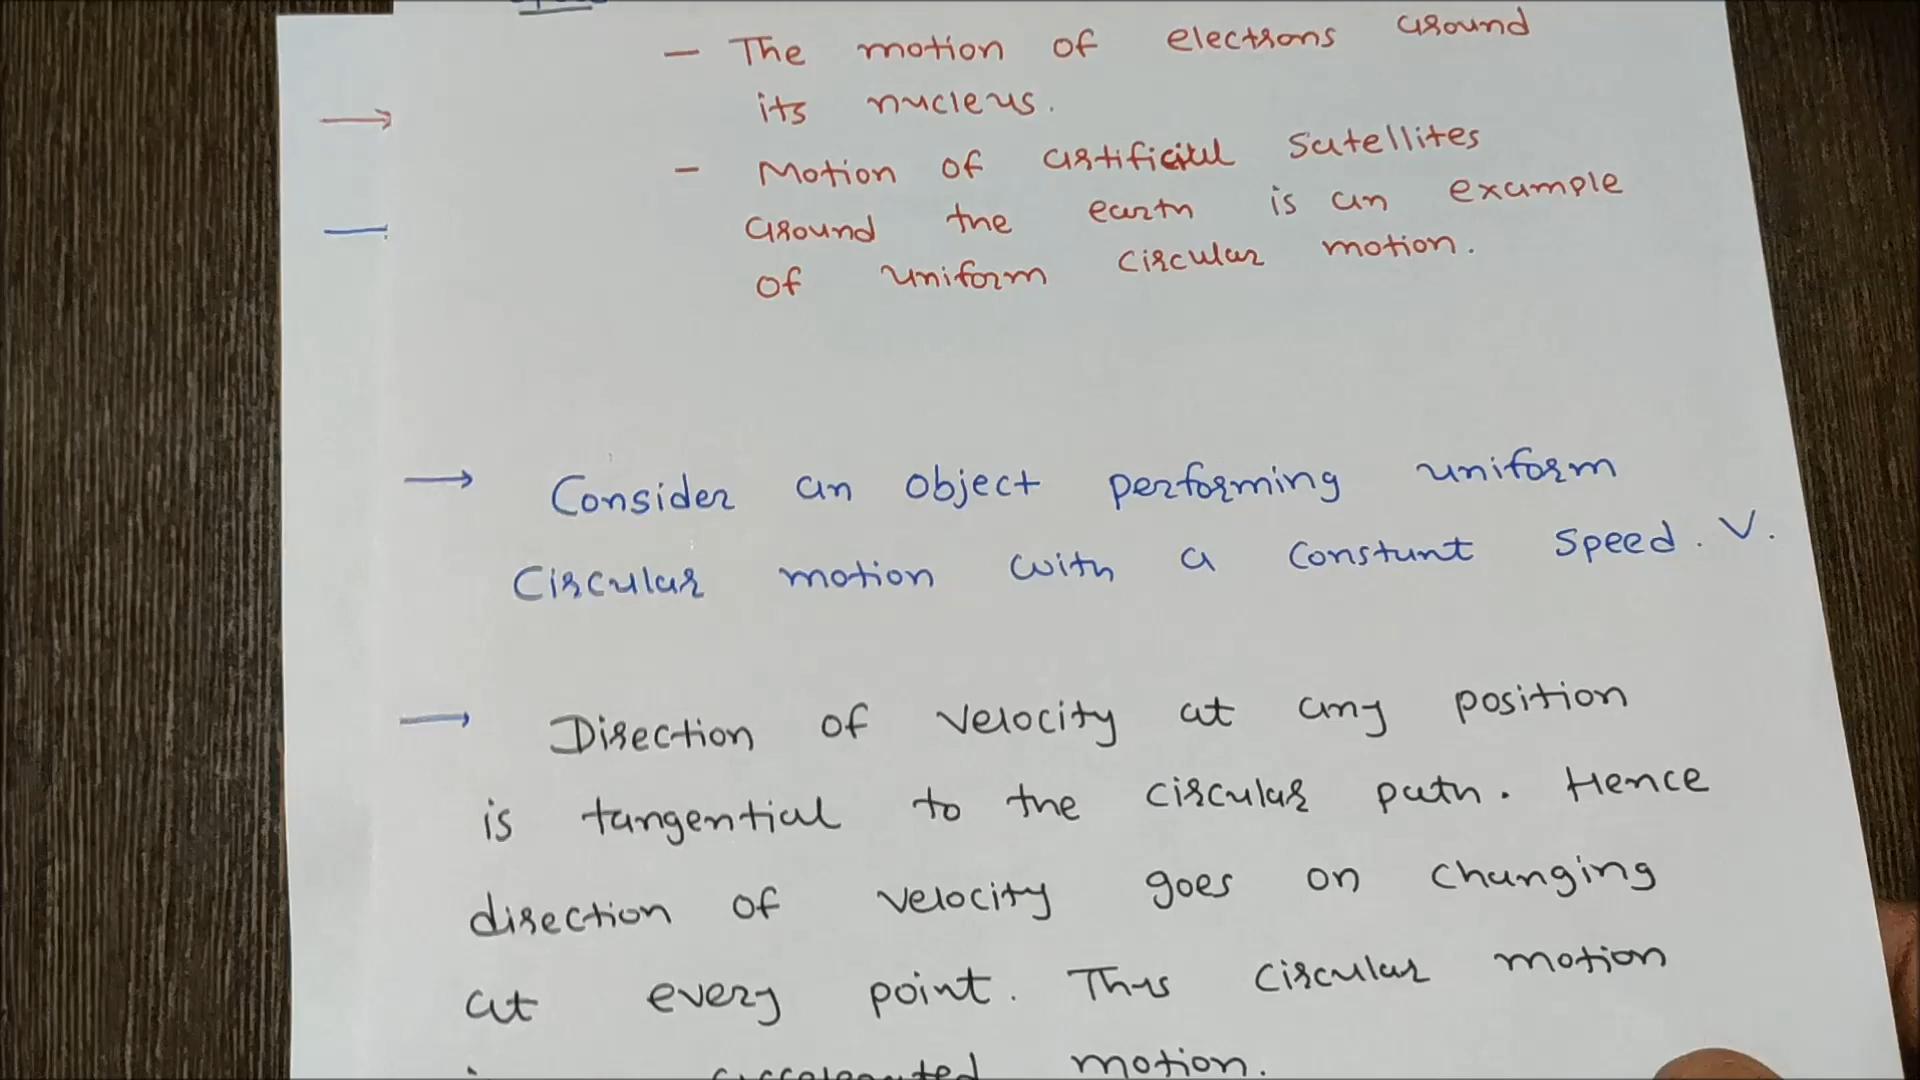 - The motion of electrons around
its nucleus.
- Motion of artificial satellites
around the earth is an example
of uniform circular motion.
→ Consider an object performing uniform
circular motion with a constant speed. V.
→ Direction of velocity at any position
is tangential to the circular path. Hence
direction of velocity goes on changing
at every point. Thus circular motion
motion.